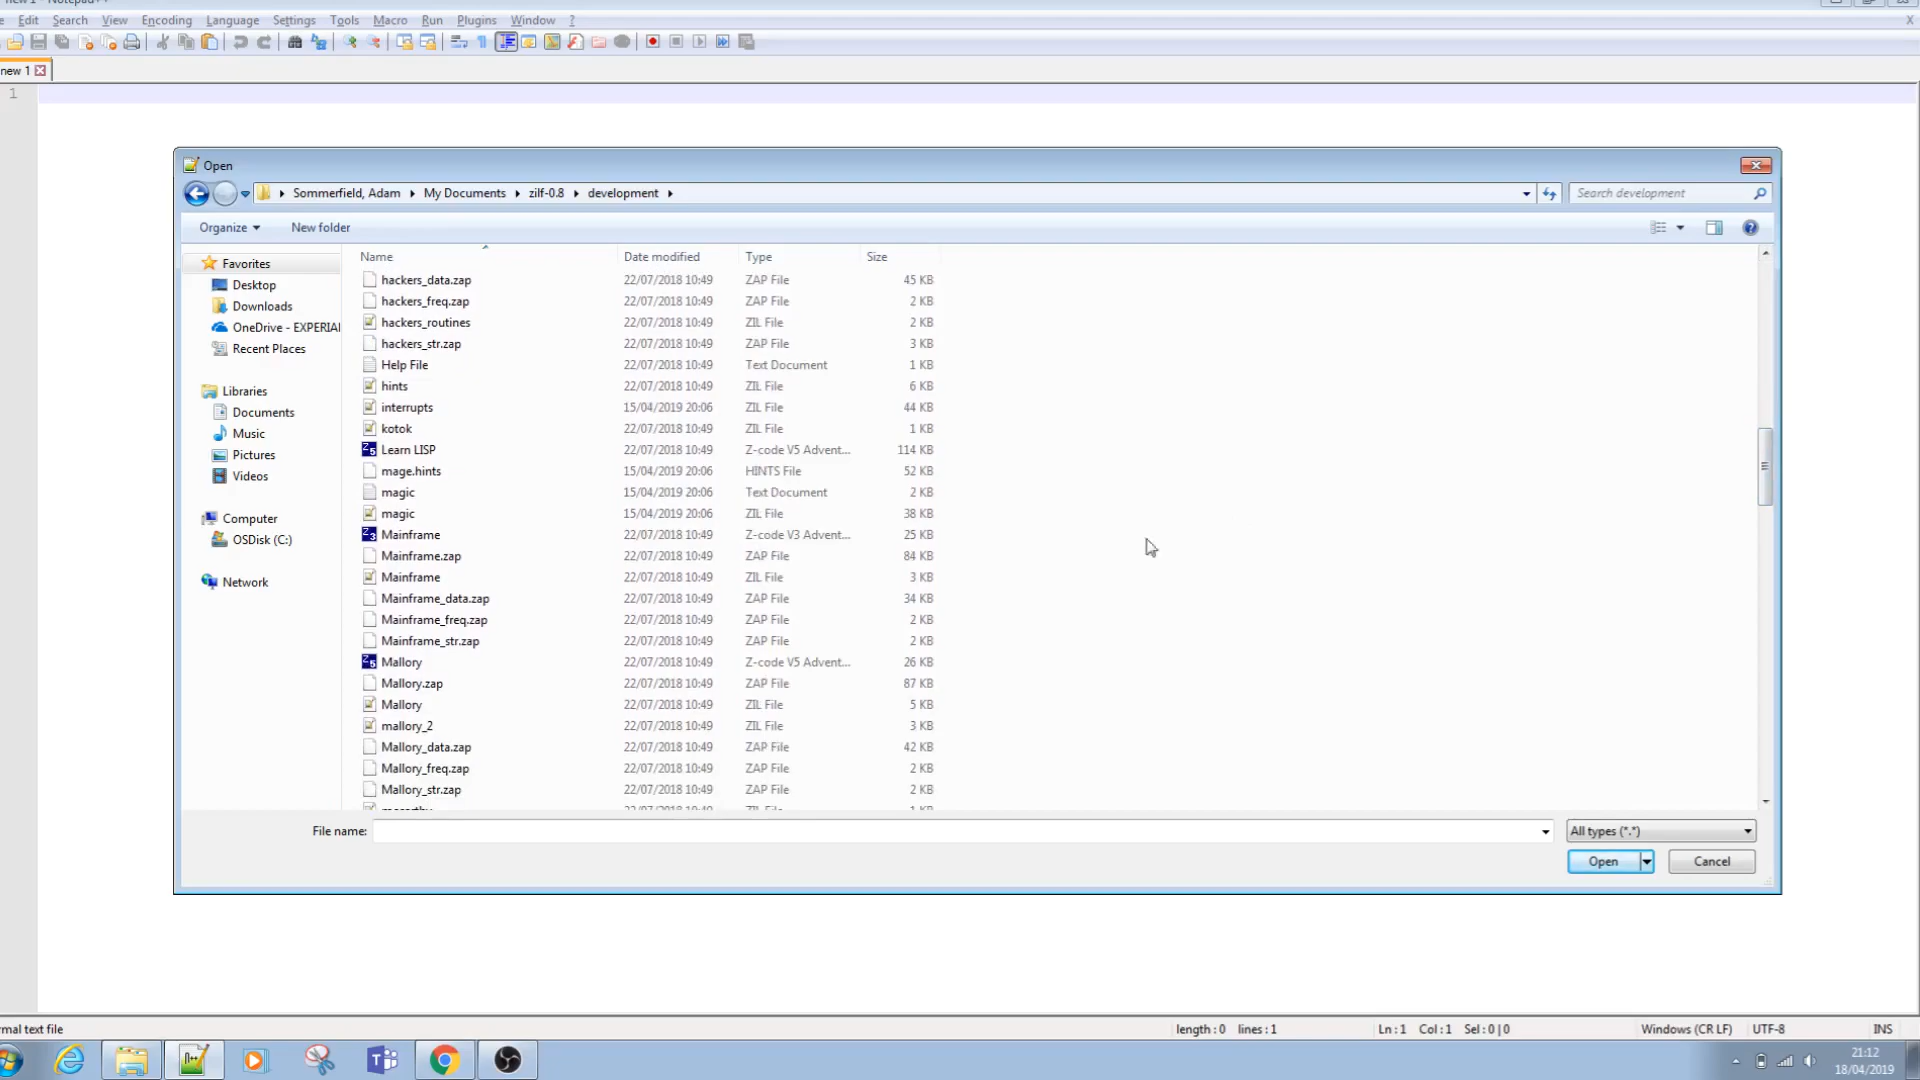 new 1 - Notepad++
Edit Search View Encoding Language Settings Tools Macro Run Plugins Window ?
X
new 1
1
Open
Sommerfield, Adam My Documents zilf-0.8 development
Search development
Organize New folder
Name Date modified Type Size
Favorites
Desktop
Downloads
OneDrive - EXPERIA
Recent Places
Libraries
Documents
Music
Pictures
Videos
Computer
OSDisk (C:)
Network
hackers_data.zap 22/07/2018 10:49 ZAP File 45 KB
hackers_freq.zap 22/07/2018 10:49 ZAP File 2 KB
hackers_routines 22/07/2018 10:49 ZIL File 2 KB
hackers_str.zap 22/07/2018 10:49 ZAP File 3 KB
Help File 22/07/2018 10:49 Text Document 1 KB
hints 22/07/2018 10:49 ZIL File 6 KB
interrupts 15/04/2019 20:06 ZIL File 44 KB
kotok 22/07/2018 10:49 ZIL File 1 KB
Learn LISP 22/07/2018 10:49 Z-code V5 Advent... 114 KB
mage.hints 15/04/2019 20:06 HINTS File 52 KB
magic 15/04/2019 20:06 Text Document 2 KB
magic 15/04/2019 20:06 ZIL File 38 KB
Mainframe 22/07/2018 10:49 Z-code V3 Advent... 25 KB
Mainframe.zap 22/07/2018 10:49 ZAP File 84 KB
Mainframe 22/07/2018 10:49 ZIL File 3 KB
Mainframe_data.zap 22/07/2018 10:49 ZAP File 34 KB
Mainframe_freq.zap 22/07/2018 10:49 ZAP File 2 KB
Mainframe_str.zap 22/07/2018 10:49 ZAP File 2 KB
Mallory 22/07/2018 10:49 Z-code V5 Advent... 26 KB
Mallory.zap 22/07/2018 10:49 ZAP File 87 KB
Mallory 22/07/2018 10:49 ZIL File 5 KB
mallory_2 22/07/2018 10:49 ZIL File 3 KB
Mallory_data.zap 22/07/2018 10:49 ZAP File 42 KB
Mallory_freq.zap 22/07/2018 10:49 ZAP File 2 KB
Mallory_str.zap 22/07/2018 10:49 ZAP File 2 KB
File name: All types (*.*)
Open Cancel
rmal text file length : 0 lines : 1 Ln : 1 Col : 1 Sel : 0 | 0 Windows (CR LF) UTF-8 INS
21:12
18/04/2019